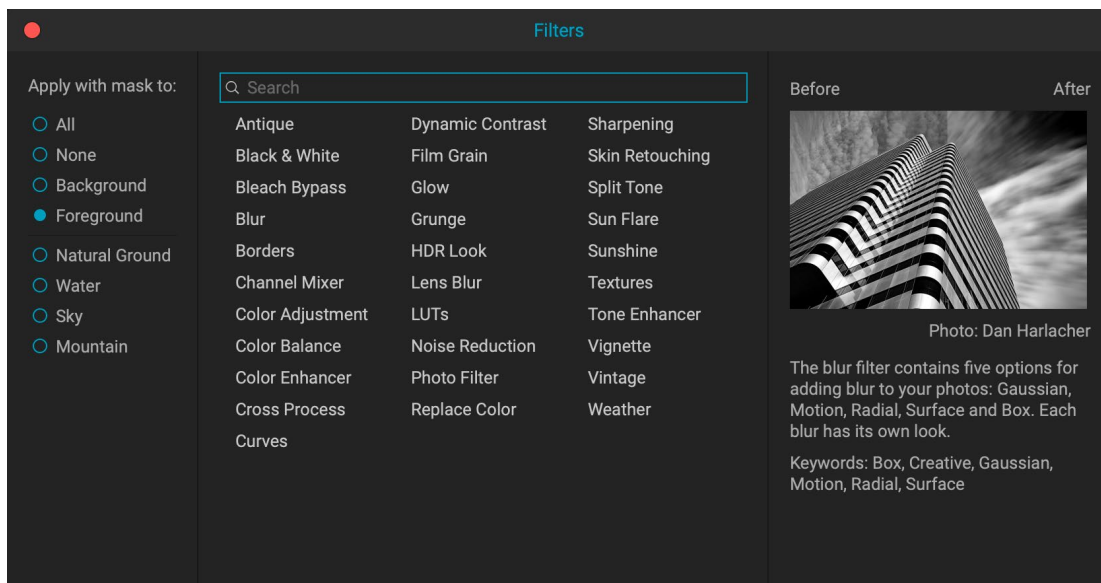 Filters
Apply with mask to:
All
None
Background
Foreground
Natural Ground
Water
Sky
Mountain
Search
Antique
Black & White
Bleach Bypass
Blur
Borders
Channel Mixer
Color Adjustment
Color Balance
Color Enhancer
Cross Process
Curves
Dynamic Contrast
Film Grain
Glow
Grunge
HDR Look
Lens Blur
LUTs
Noise Reduction
Photo Filter
Replace Color
Sharpening
Skin Retouching
Split Tone
Sun Flare
Sunshine
Textures
Tone Enhancer
Vignette
Vintage
Weather
Before After
Photo: Dan Harlacher
The blur filter contains five options for
adding blur to your photos: Gaussian,
Motion, Radial, Surface and Box. Each
blur has its own look.
Keywords: Box, Creative, Gaussian,
Motion, Radial, Surface